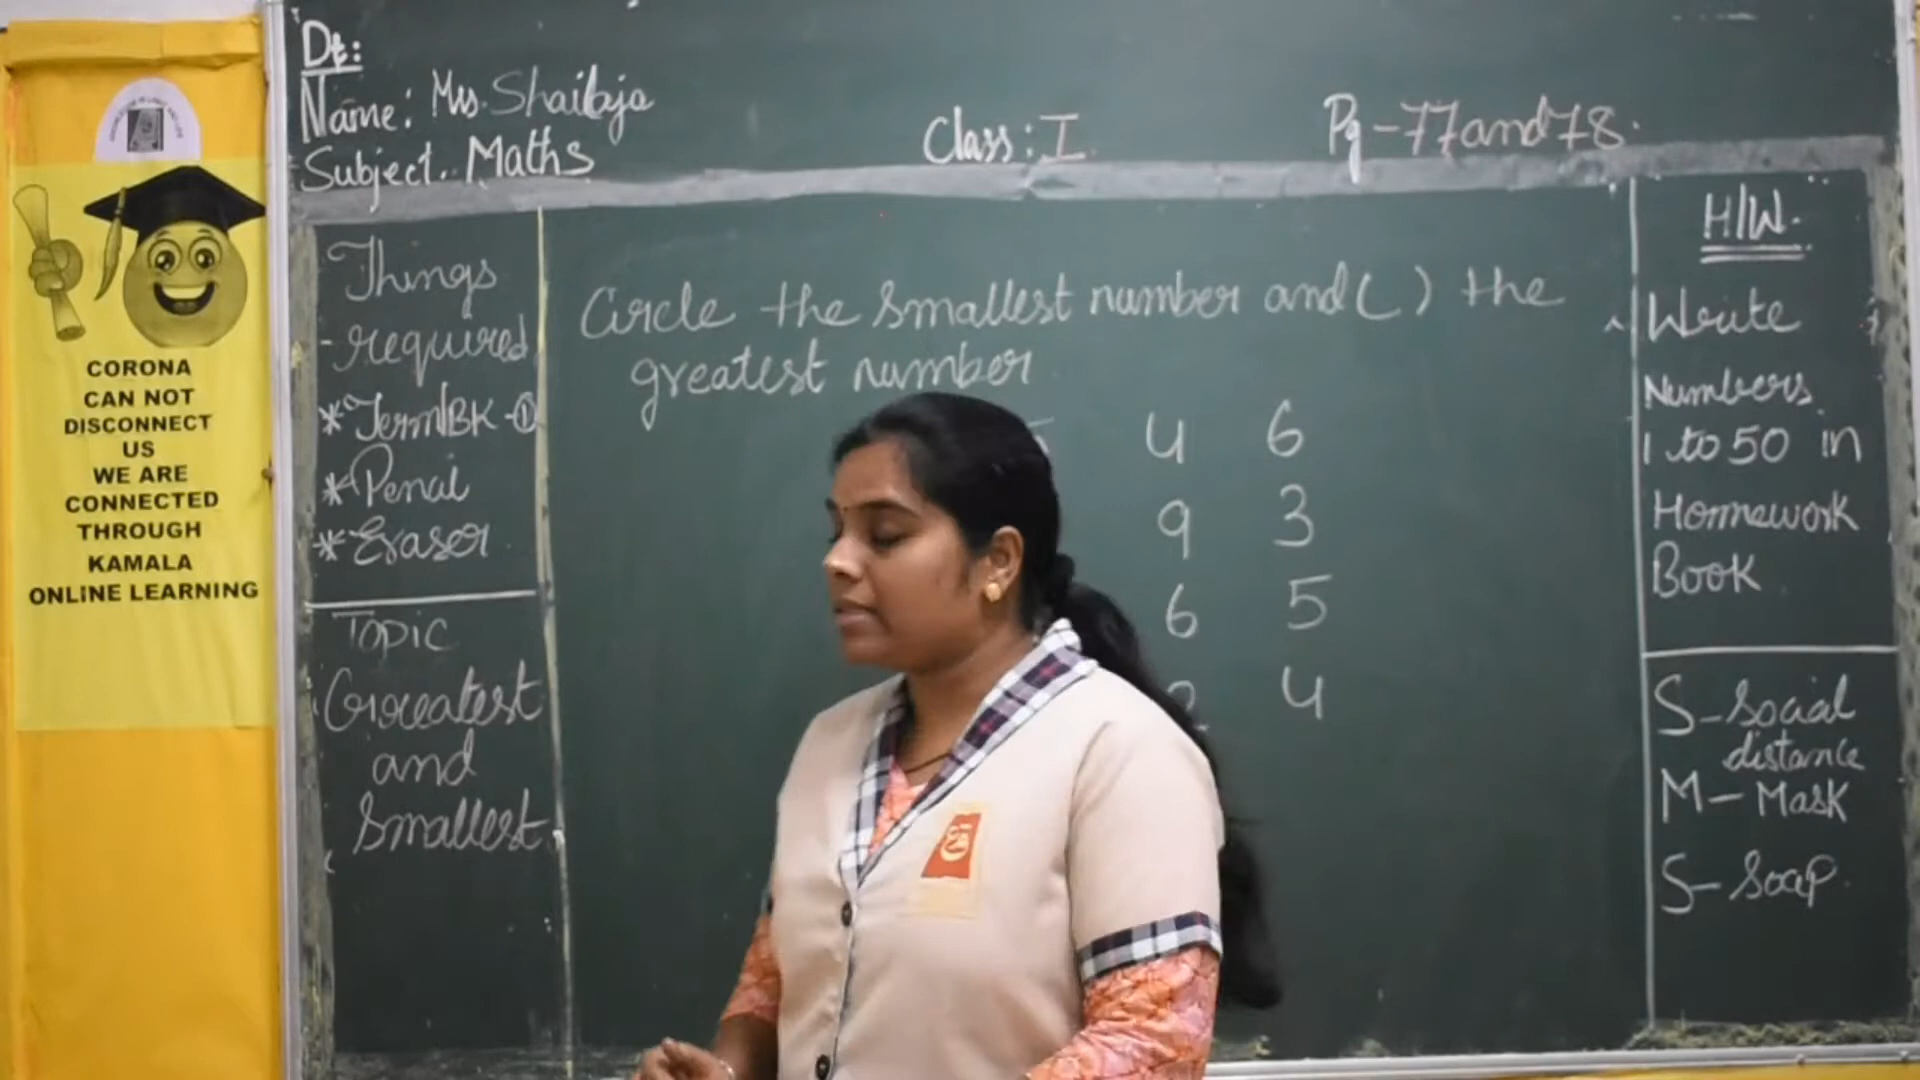 Dt:
Name: Mrs. Shailaja
Subject. Maths
Class: I
Pg-77 and 78.
Things
required
*Term/BK-①
*Pencil
*Eraser
Topic
Greatest
and
Smallest.
Circle the smallest number and ( ) the
greatest number
4 6
9 3
6 5
4
H/W.
Write
Numbers
1 to 50 in
Homework
Book
S-Social
distance
M-Mask
S-Soap.
CORONA
CAN NOT
DISCONNECT
US
WE ARE
CONNECTED
THROUGH
KAMALA
ONLINE LEARNING